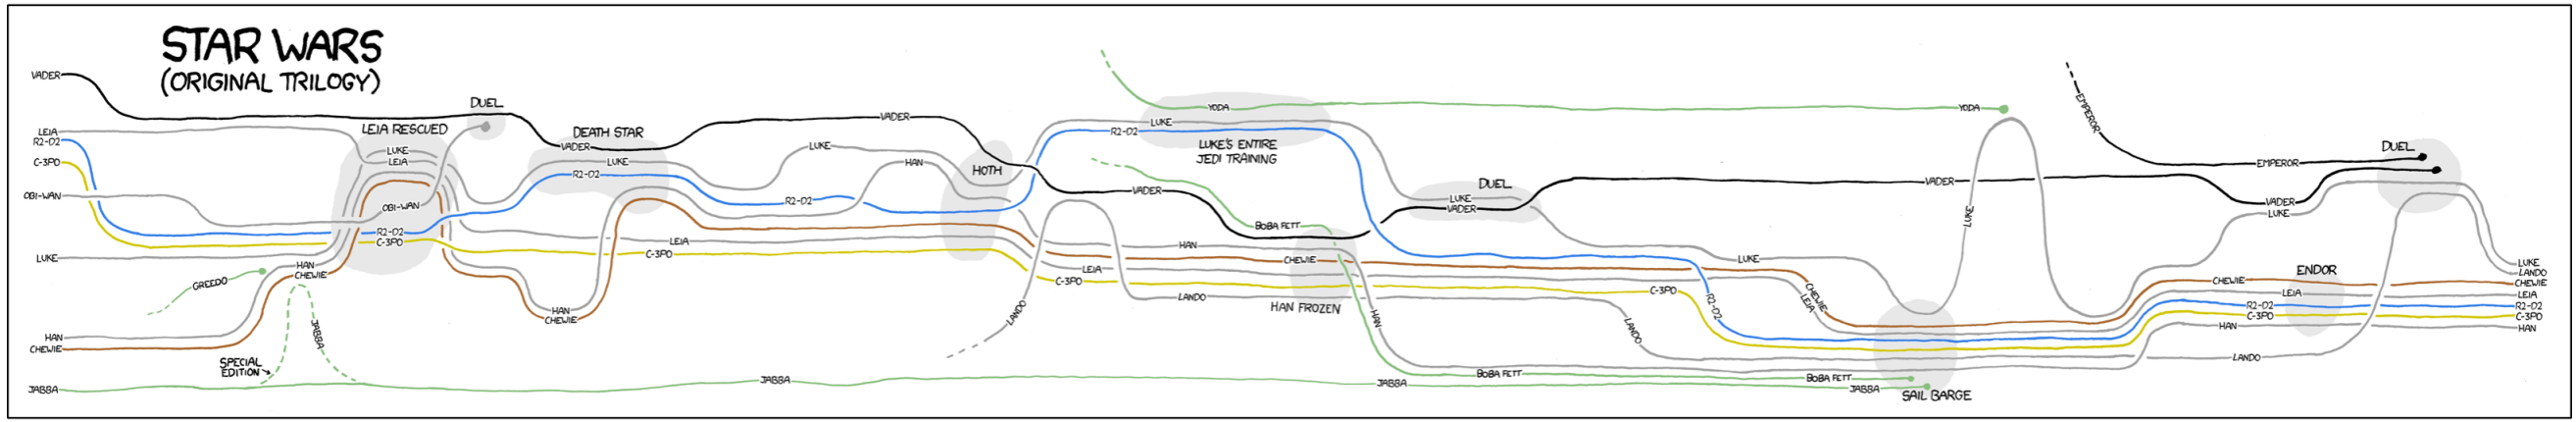 STAR WARS
(ORIGINAL TRILOGY)
VADER
LEIA
R2-D2
C-3PO
OBI-WAN
LUKE
HAN
CHEWIE
JABBA
GREEDO
SPECIAL
EDITION
JABBA
HAN
CHEWIE
LEIA RESCUED
LUKE
LEIA
OBI-WAN
R2-D2
C-3PO
DUEL
DEATH STAR
VADER
LUKE
R2-D2
HAN
CHEWIE
LEIA
C-3PO
JABBA
LUKE
R2-D2
VADER
HAN
HOTH
LANDO
YODA
LUKE
R2-D2
LUKE'S ENTIRE
JEDI TRAINING
VADER
BOBA FETT
HAN
CHEWIE
LEIA
C-3PO
LANDO
HAN FROZEN
HAN
JABBA
BOBA FETT
DUEL
LUKE
VADER
C-3PO
LANDO
R2-D2
LUKE
CHEWIE
LEIA
BOBA FETT
JABBA
SAIL BARGE
VADER
YODA
LUKE
EMPEROR
EMPEROR
VADER
LUKE
DUEL
CHEWIE
ENDOR
LEIA
R2-D2
C-3PO
HAN
LANDO
LUKE
LANDO
CHEWIE
LEIA
R2-D2
C-3PO
HAN